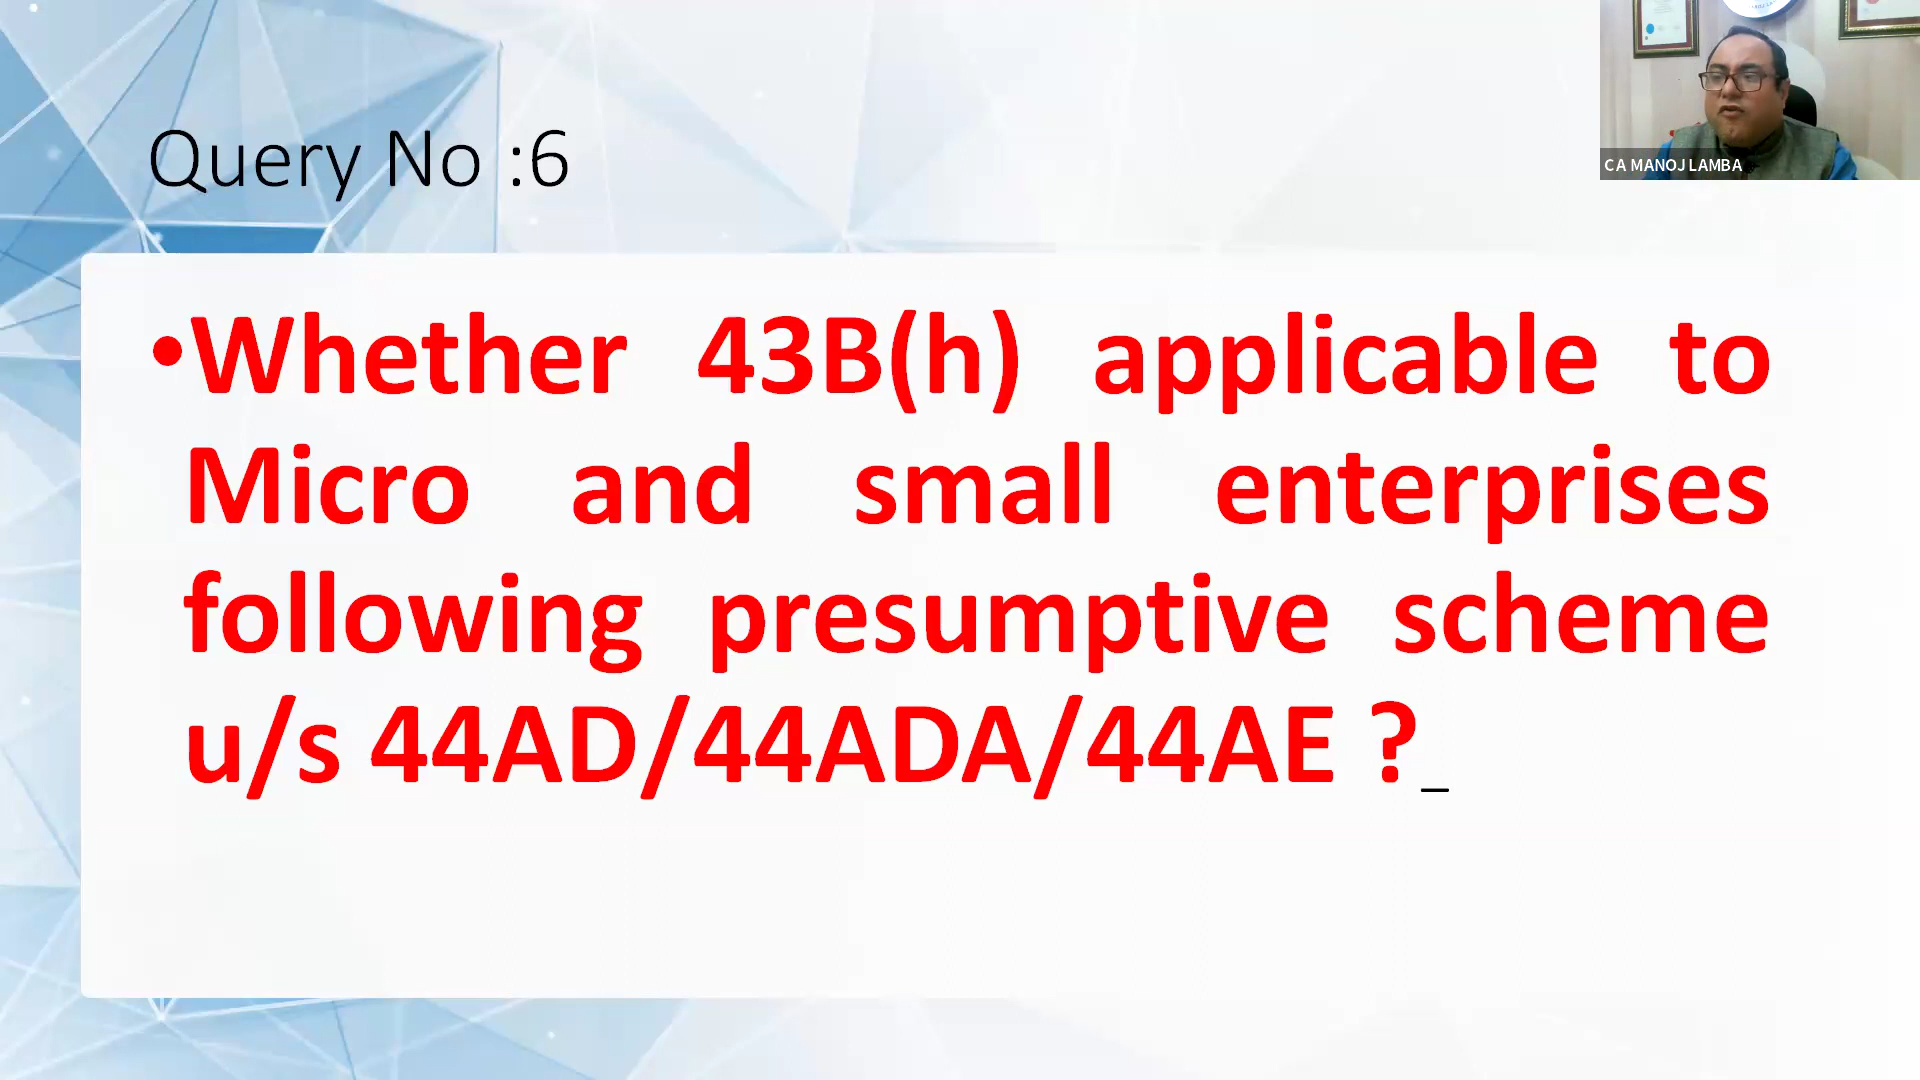 Query No :6
CA MANOJ LAMBA
•Whether 43B(h) applicable to
Micro and small enterprises
following presumptive scheme
u/s 44AD/44ADA/44AE ?_